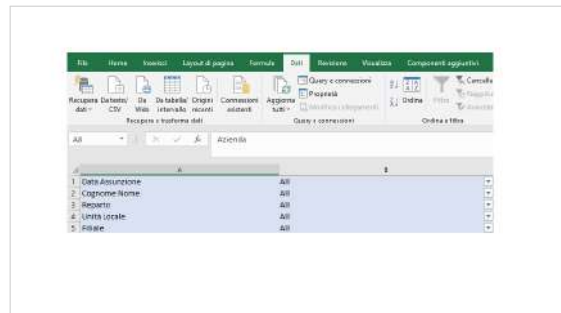 File Home Inserisci Layout di pagina Formule Dati Revisione Visualizza Componenti aggiuntivi
Recupera dati Da testo/CSV Da Web Da tabella/intervallo Origini recenti Connessioni esistenti Aggiorna tutti Query e connessioni Proprietà Modifica collegamenti Ordina Filtro Cancella
Recupera e trasforma dati Query e connessioni Ordina e filtra
A8 fx Azienda
A B
1 Data Assunzione All
2 Cognome Nome All
3 Reparto All
4 Unità Locale All
5 Filiale All